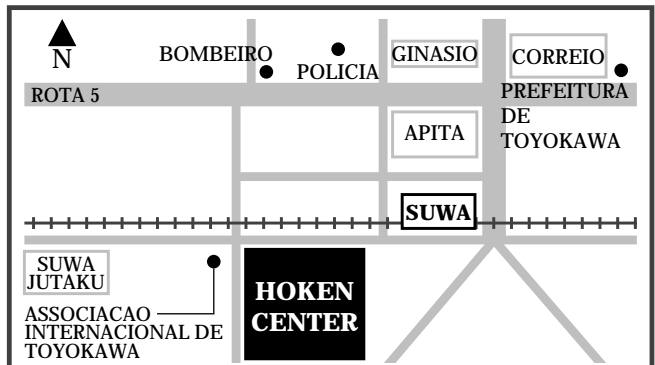 N
BOMBEIRO
POLICIA
GINASIO
CORREIO
ROTA 5
PREFEITURA
DE
TOYOKAWA
APITA
SUWA
SUWA
JUTAKU
ASSOCIACAO
INTERNACIONAL DE
TOYOKAWA
HOKEN
CENTER